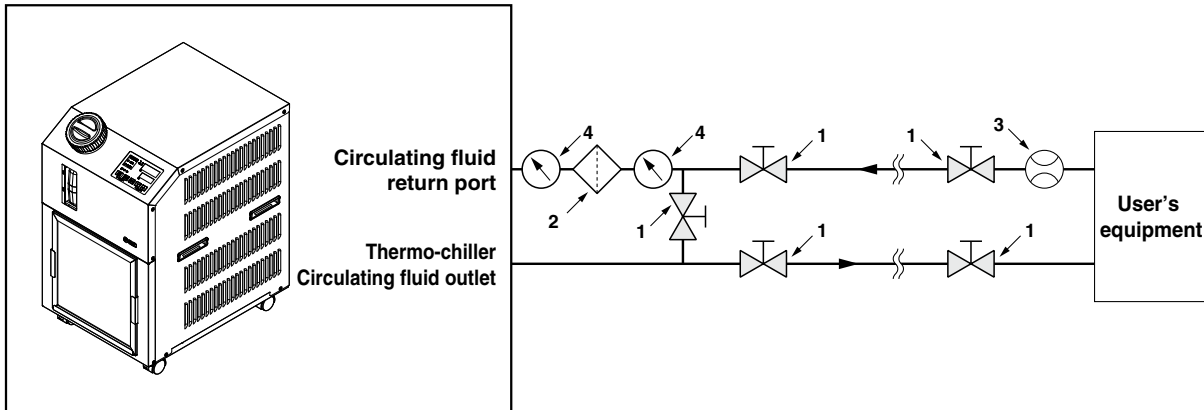 4
4
1
1
3
Circulating fluid
return port
2
1
User's
equipment
Thermo-chiller
Circulating fluid outlet
1
1